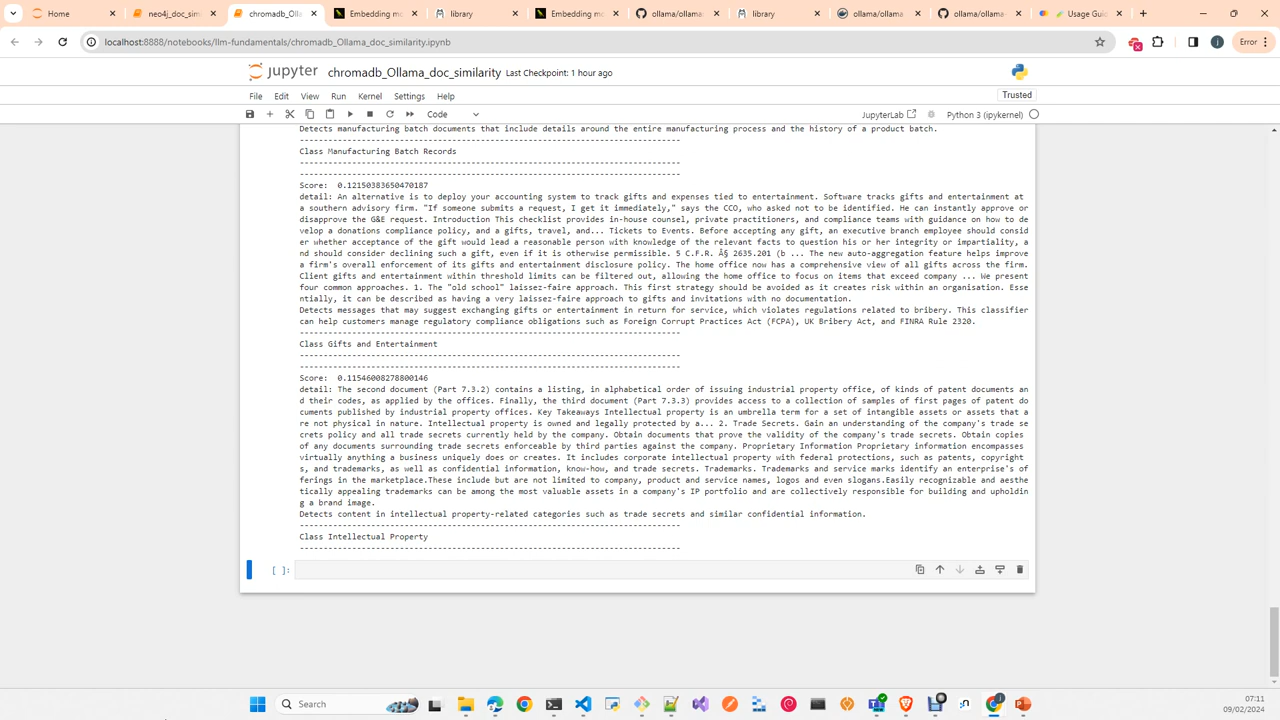 Home
neo4j_doc_sim
chromadb_Oll
Embedding mo
library
Embedding m
ollama/ollama
library
ollama/ollama
ollama/ollama
Usage Guid
localhost:8888/notebooks/llm-fundamentals/chromadb_Ollama_doc_similarity.ipynb
Error
jupyter chromadb_Ollama_doc_similarity Last Checkpoint: 1 hour ago
File Edit View Run Kernel Settings Help
Trusted
Code
JupyterLab
Python 3 (ipykernel)
Detects manufacturing batch documents that include details around the entire manufacturing process and the history of a product batch.
--------------------------------------------------------------------------------
Class Manufacturing Batch Records
--------------------------------------------------------------------------------
--------------------------------------------------------------------------------
Score:  0.12150383650470187
detail: An alternative is to deploy your accounting system to track gifts and expenses tied to entertainment. Software tracks gifts and entertainment at
a southern advisory firm. "If someone submits a request, I get it immediately," says the CCO, who asked not to be identified. He can instantly approve or
disapprove the G&E request. Introduction This checklist provides in-house counsel, private practitioners, and compliance teams with guidance on how to de
velop a donations compliance policy, and a gifts, travel, and... Tickets to Events. Before accepting any gift, an executive branch employee should consid
er whether acceptance of the gift would lead a reasonable person with knowledge of the relevant facts to question his or her integrity or impartiality, a
nd should consider declining such a gift, even if it is otherwise permissible. 5 C.F.R. Â§ 2635.201 (b ... The new auto-aggregation feature helps improve
a firm's overall enforcement of its gifts and entertainment disclosure policy. The home office now has a comprehensive view of all gifts across the firm.
Client gifts and entertainment within threshold limits can be filtered out, allowing the home office to focus on items that exceed company ... We present
four common approaches. 1. The "old school" laissez-faire approach. This first strategy should be avoided as it creates risk within an organisation. Esse
ntially, it can be described as having a very laissez-faire approach to gifts and invitations with no documentation.
Detects messages that may suggest exchanging gifts or entertainment in return for service, which violates regulations related to bribery. This classifier
can help customers manage regulatory compliance obligations such as Foreign Corrupt Practices Act (FCPA), UK Bribery Act, and FINRA Rule 2320.
--------------------------------------------------------------------------------
Class Gifts and Entertainment
--------------------------------------------------------------------------------
--------------------------------------------------------------------------------
Score:  0.11546008278800146
detail: The second document (Part 7.3.2) contains a listing, in alphabetical order of issuing industrial property office, of kinds of patent documents an
d their codes, as applied by the offices. Finally, the third document (Part 7.3.3) provides access to a collection of samples of first pages of patent do
cuments published by industrial property offices. Key Takeaways Intellectual property is an umbrella term for a set of intangible assets or assets that a
re not physical in nature. Intellectual property is owned and legally protected by a... 2. Trade Secrets. Gain an understanding of the company's trade se
crets policy and all trade secrets currently held by the company. Obtain documents that prove the validity of the company's trade secrets. Obtain copies
of any documents surrounding trade secrets enforceable by third parties against the company. Proprietary Information Proprietary information encompasses
virtually anything a business uniquely does or creates. It includes corporate intellectual property with federal protections, such as patents, copyright
s, and trademarks, as well as confidential information, know-how, and trade secrets. Trademarks. Trademarks and service marks identify an enterprise's of
ferings in the marketplace.These include but are not limited to company, product and service names, logos and even slogans.Easily recognizable and aesthe
tically appealing trademarks can be among the most valuable assets in a company's IP portfolio and are collectively responsible for building and upholdin
g a brand image.
Detects content in intellectual property-related categories such as trade secrets and similar confidential information.
--------------------------------------------------------------------------------
Class Intellectual Property
--------------------------------------------------------------------------------
[ ]:
Search
07:11
09/02/2024